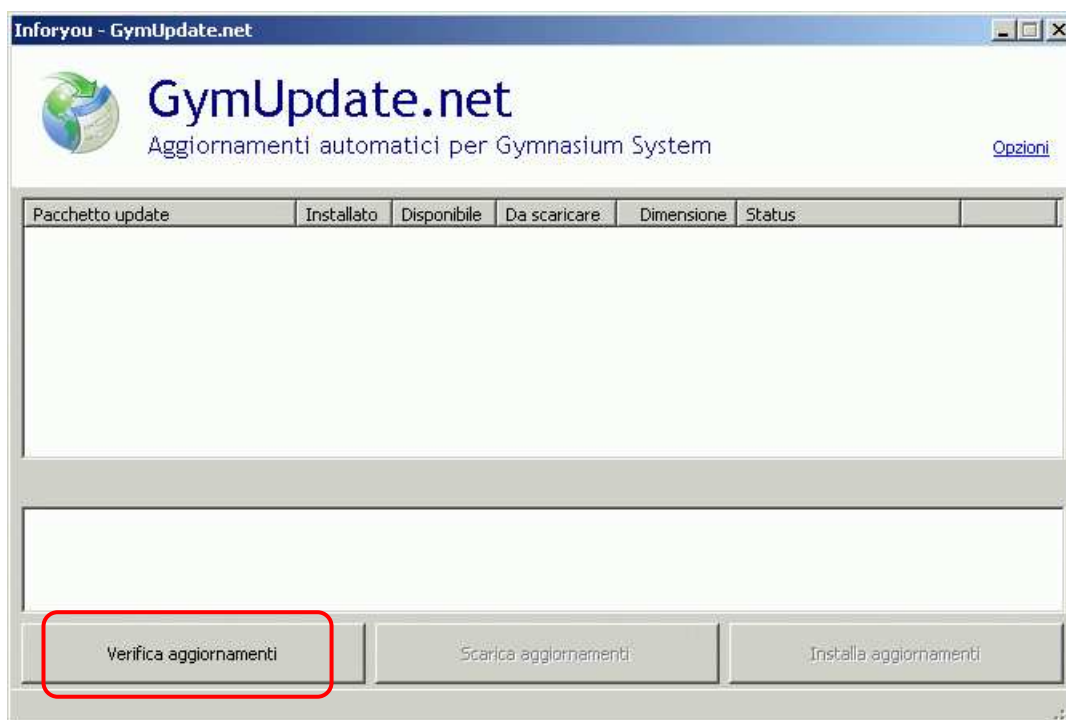 Inforyou - GymUpdate.net
GymUpdate.net
Aggiornamenti automatici per Gymnasium System
Opzioni
Pacchetto update Installato Disponibile Da scaricare Dimensione Status
Verifica aggiornamenti Scarica aggiornamenti Installa aggiornamenti